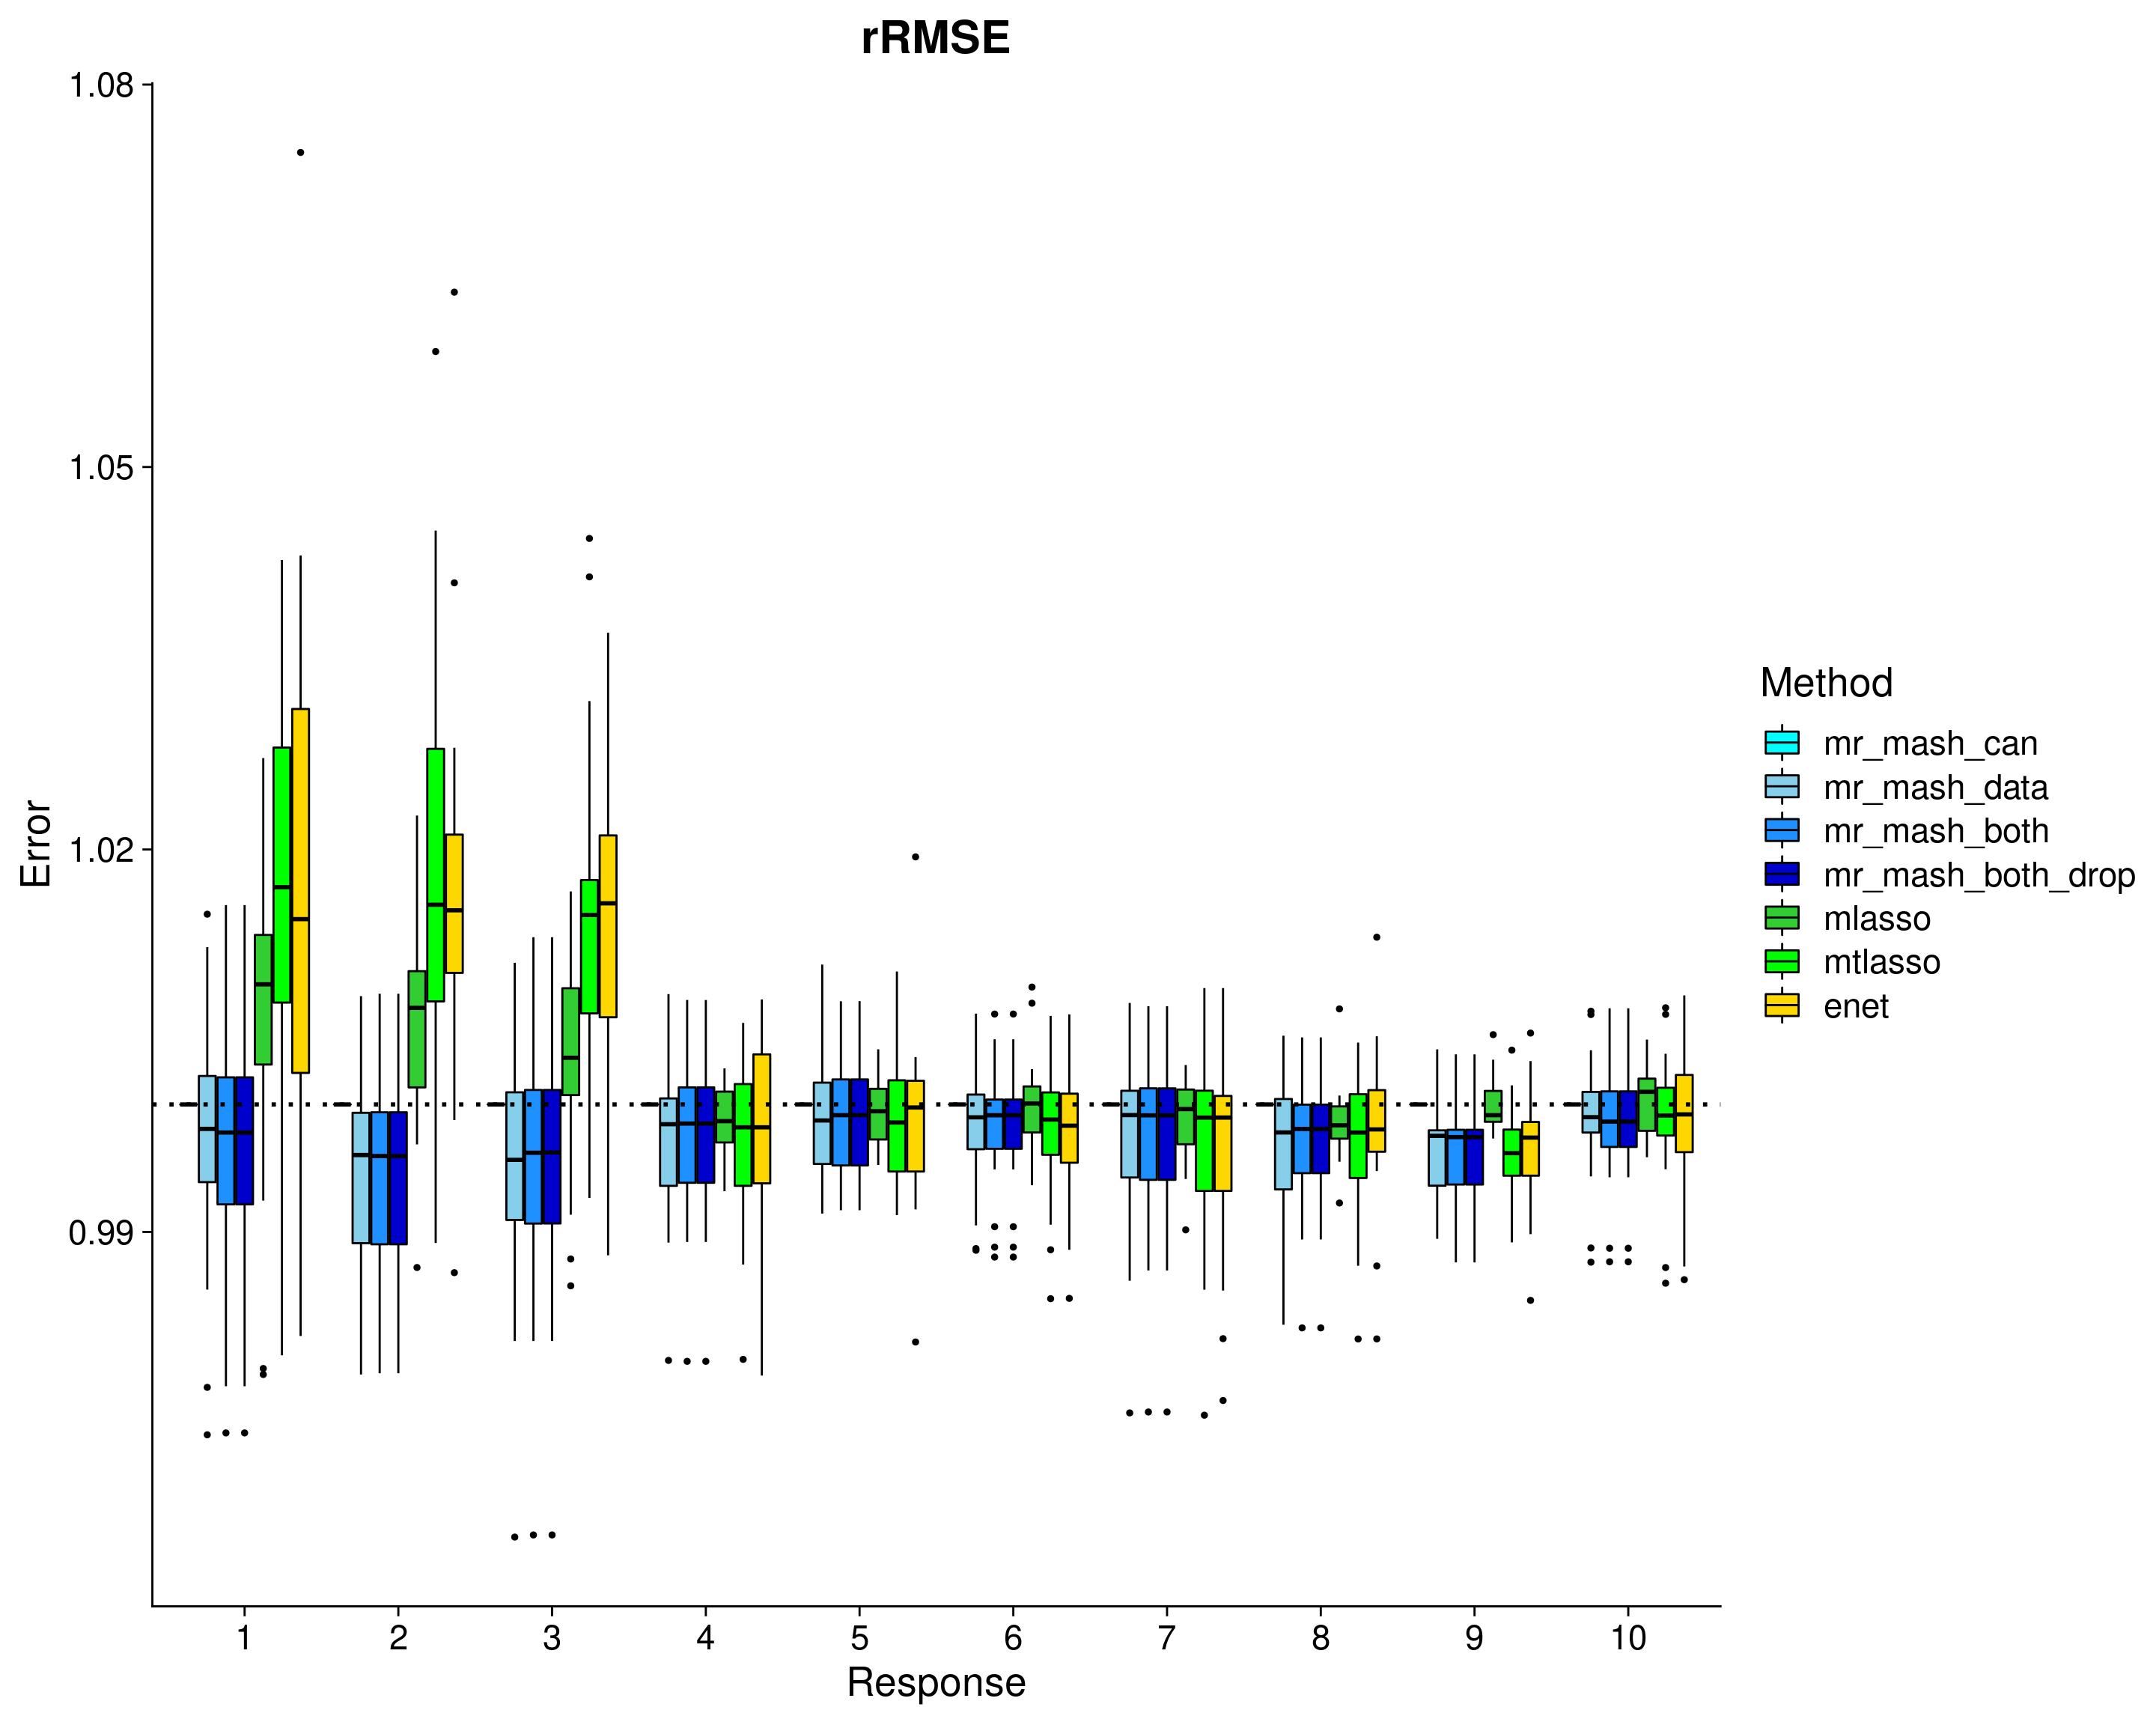 rRMSE
1.08
1.05
1.02
0.99
Error
1 2 3 4 5 6 7 8 9 10
Response
Method
mr_mash_can
mr_mash_data
mr_mash_both
mr_mash_both_drop
mlasso
mtlasso
enet